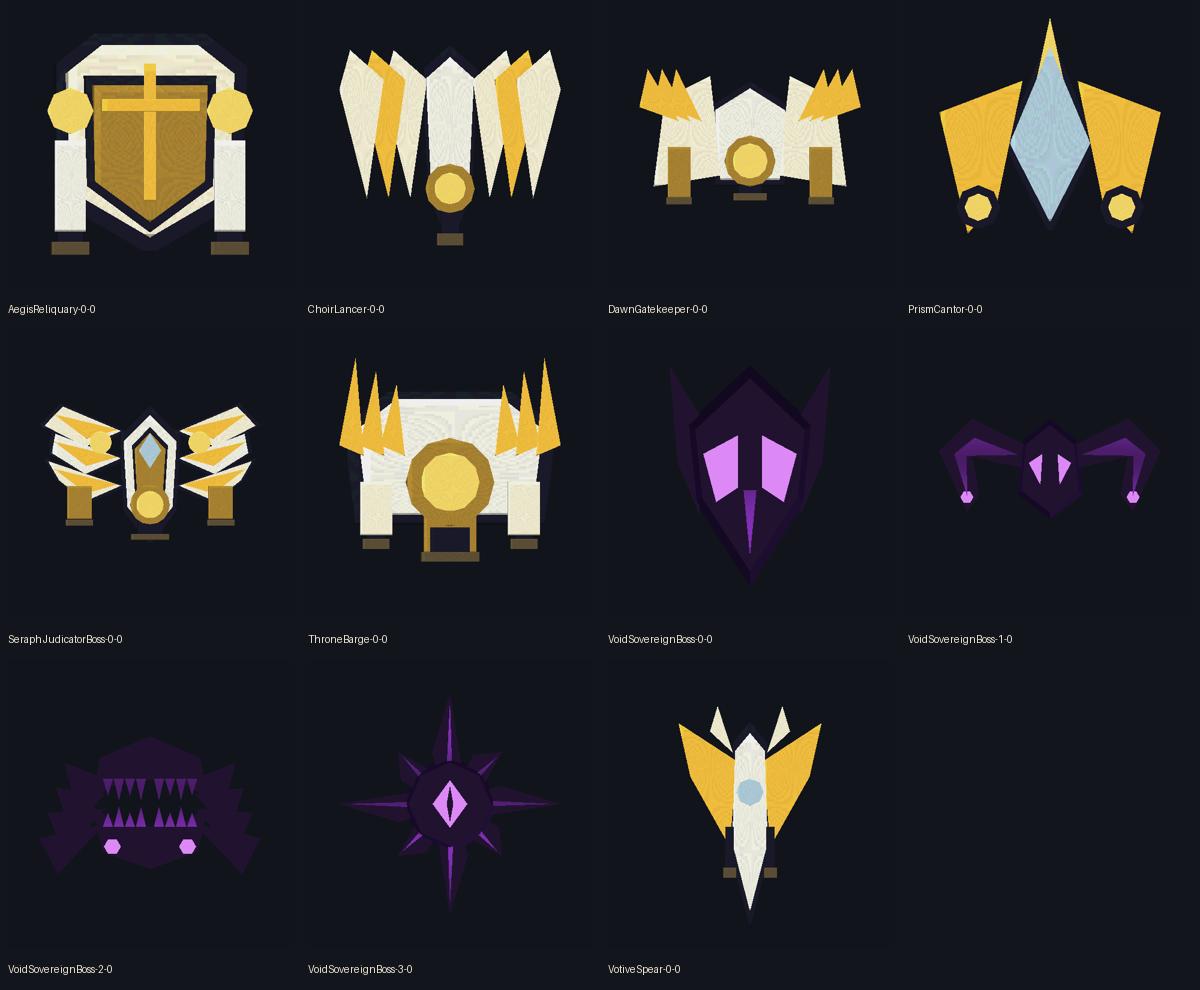 AegisReliquary-0-0
ChoirLancer-0-0
DawnGatekeeper-0-0
PrismCantor-0-0
SeraphJudicatorBoss-0-0
ThroneBarge-0-0
VoidSovereignBoss-0-0
VoidSovereignBoss-1-0
VoidSovereignBoss-2-0
VoidSovereignBoss-3-0
VotiveSpear-0-0